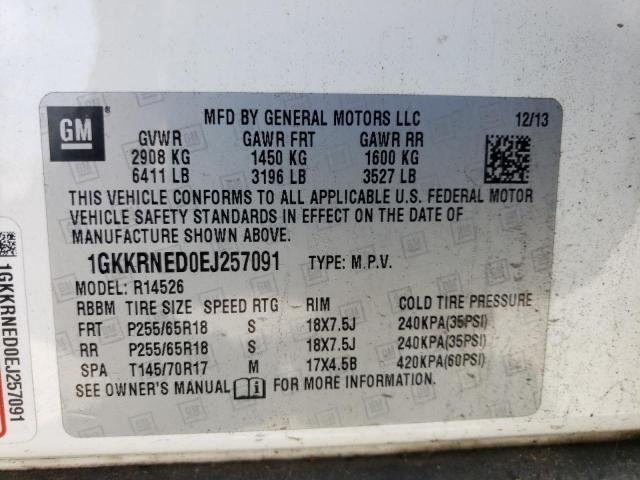 GM
MFD BY GENERAL MOTORS LLC 12/13
GVWR GAWR FRT GAWR RR
2908 KG 1450 KG 1600 KG
6411 LB 3196 LB 3527 LB
THIS VEHICLE CONFORMS TO ALL APPLICABLE U.S. FEDERAL MOTOR
VEHICLE SAFETY STANDARDS IN EFFECT ON THE DATE OF
MANUFACTURE SHOWN ABOVE.
1GKKRNED0EJ257091 TYPE: M.P.V.
MODEL: R14526
RBBM TIRE SIZE SPEED RTG RIM COLD TIRE PRESSURE
FRT P255/65R18 S 18X7.5J 240KPA(35PSI)
RR P255/65R18 S 18X7.5J 240KPA(35PSI)
SPA T145/70R17 M 17X4.5B 420KPA(60PSI)
SEE OWNER'S MANUAL FOR MORE INFORMATION.
1GKKRNED0EJ257091